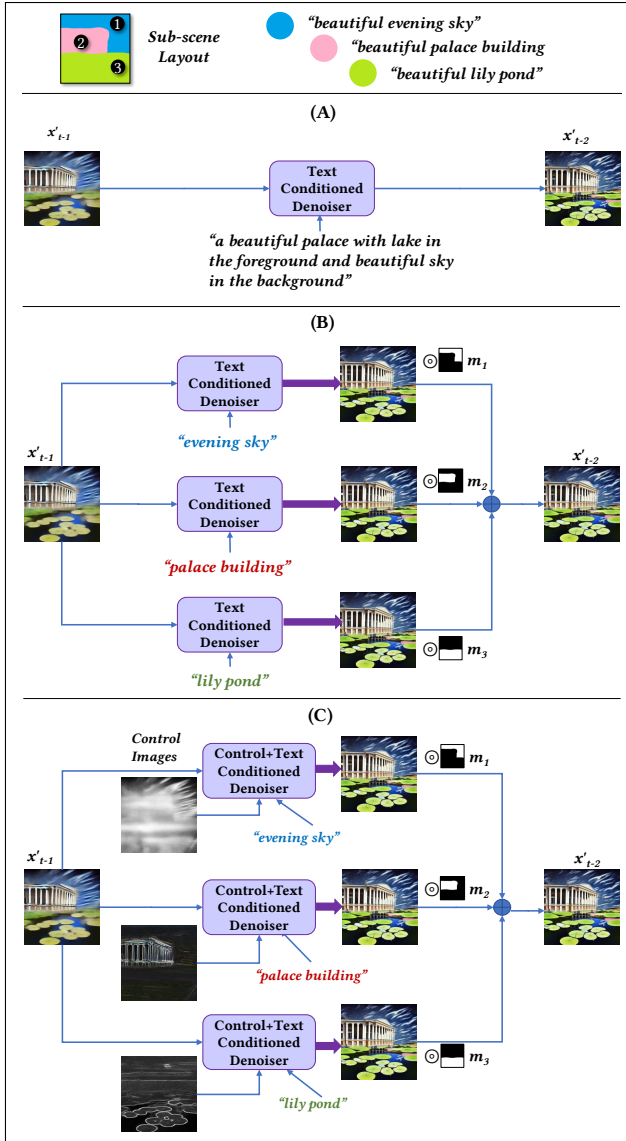 1
2
3
Sub-scene
Layout
“beautiful evening sky”
“beautiful palace building
“beautiful lily pond”
(A)
x't-1
x't-2
Text
Conditioned
Denoiser
“a beautiful palace with lake in
the foreground and beautiful sky
in the background”
(B)
Text
Conditioned
Denoiser
m1
“evening sky”
x't-1
x't-2
Text
Conditioned
Denoiser
m2
“palace building”
Text
Conditioned
Denoiser
m3
“lily pond”
(C)
Control
Images
Control+Text
Conditioned
Denoiser
m1
“evening sky”
x't-1
x't-2
Control+Text
Conditioned
Denoiser
m2
“palace building”
Control+Text
Conditioned
Denoiser
m3
“lily pond”